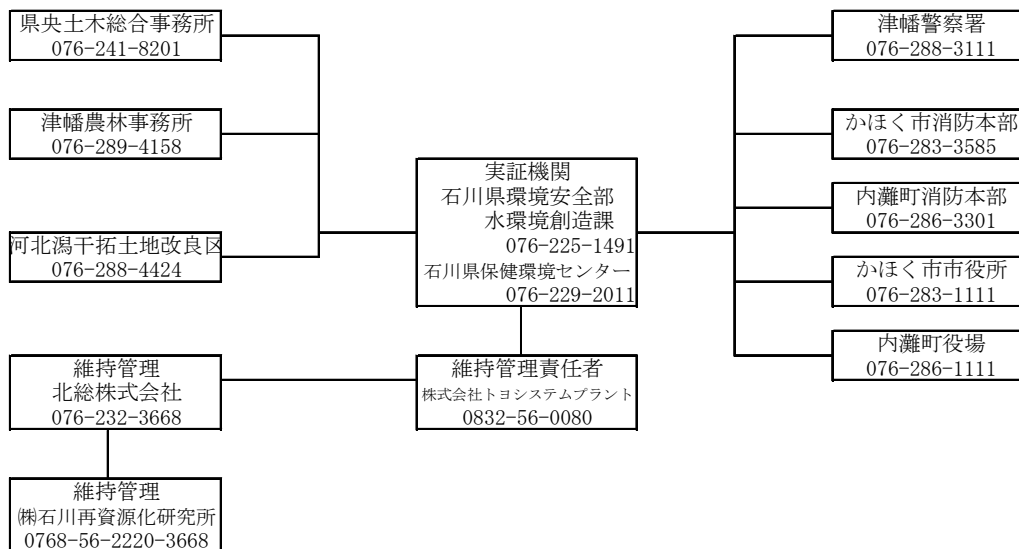 県央土木総合事務所
076-241-8201
津幡農林事務所
076-289-4158
河北潟干拓土地改良区
076-288-4424
実証機関
石川県環境安全部
水環境創造課
076-225-1491
石川県保健環境センター
076-229-2011
津幡警察署
076-288-3111
かほく市消防本部
076-283-3585
内灘町消防本部
076-286-3301
かほく市市役所
076-283-1111
内灘町役場
076-286-1111
維持管理
北総株式会社
076-232-3668
維持管理責任者
株式会社トヨシステムプラント
0832-56-0080
維持管理
㈱石川再資源化研究所
0768-56-2220-3668